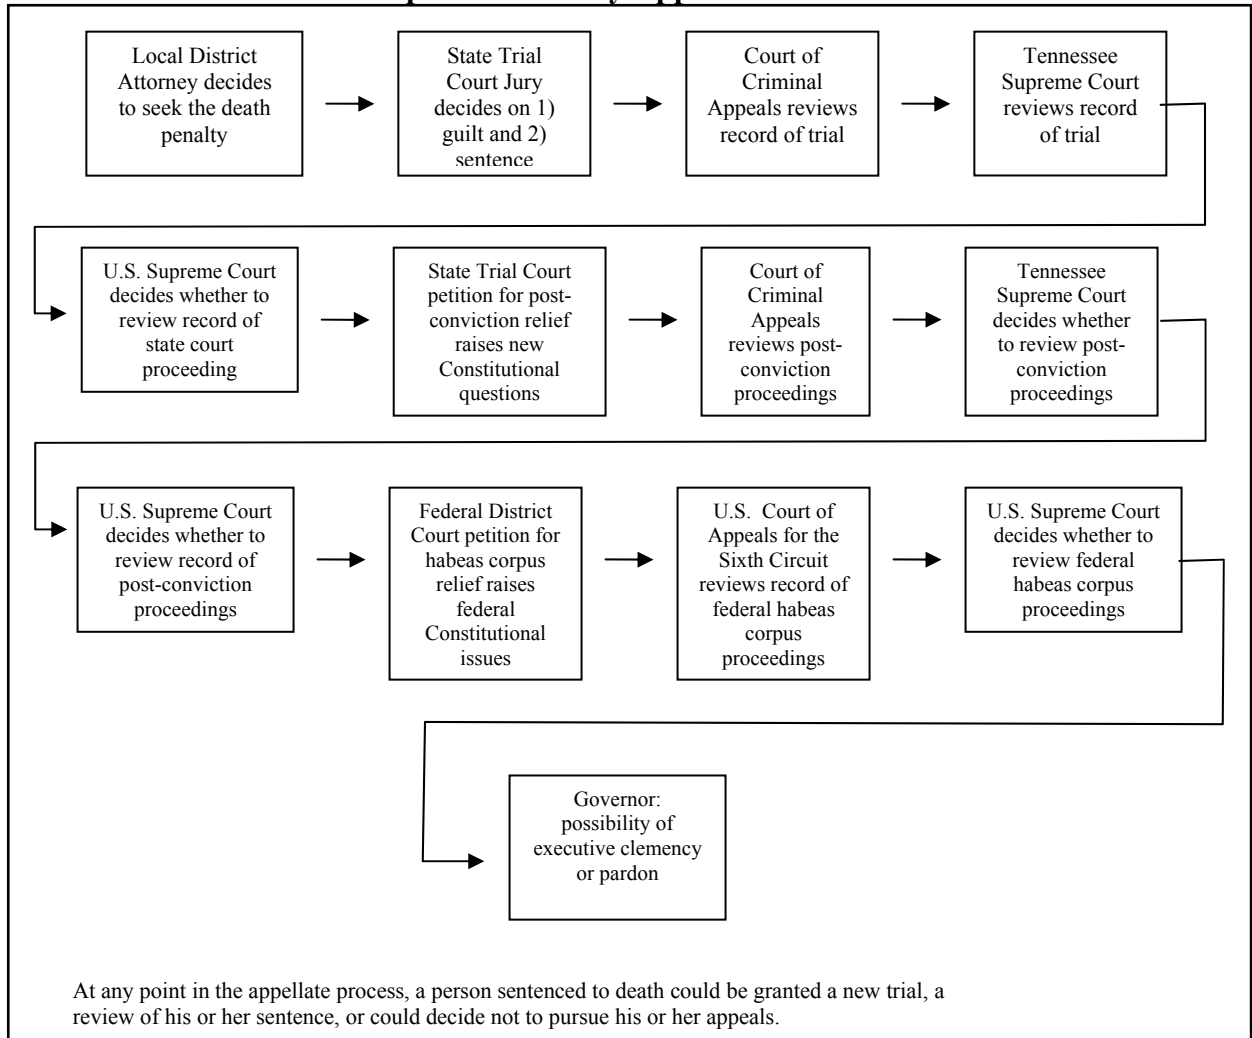 Local District
Attorney decides
to seek the death
penalty
State Trial
Court Jury
decides on 1)
guilt and 2)
sentence
Court of
Criminal
Appeals reviews
record of trial
Tennessee
Supreme Court
reviews record
of trial
U.S. Supreme Court
decides whether to
review record of
state court
proceeding
State Trial Court
petition for post-
conviction relief
raises new
Constitutional
questions
Court of
Criminal
Appeals
reviews post-
conviction
proceedings
Tennessee
Supreme Court
decides whether
to review post-
conviction
proceedings
U.S. Supreme Court
decides whether to
review record of
post-conviction
proceedings
Federal District
Court petition for
habeas corpus
relief raises
federal
Constitutional
issues
U.S. Court of
Appeals for the
Sixth Circuit
reviews record of
federal habeas
corpus
proceedings
U.S. Supreme Court
decides whether to
review federal
habeas corpus
proceedings
Governor:
possibility of
executive clemency
or pardon
At any point in the appellate process, a person sentenced to death could be granted a new trial, a
review of his or her sentence, or could decide not to pursue his or her appeals.